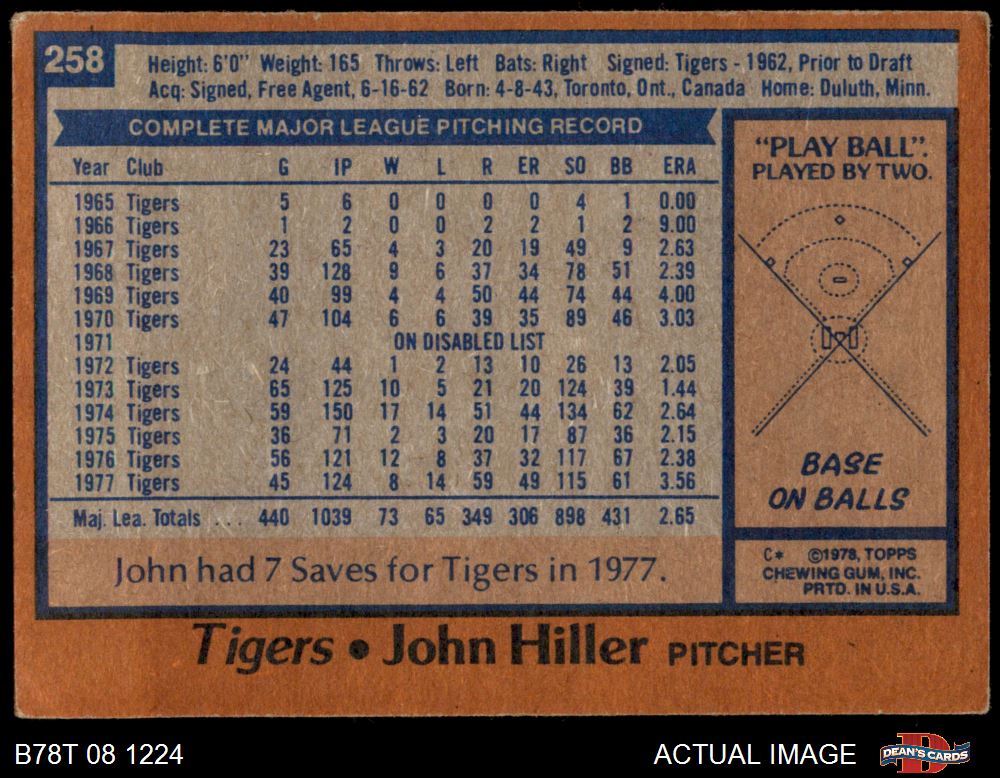 258
Height: 6'0" Weight: 165 Throws: Left Bats: Right Signed: Tigers - 1962, Prior to Draft
Acq: Signed, Free Agent, 6-16-62 Born: 4-8-43, Toronto, Ont., Canada Home: Duluth, Minn.
COMPLETE MAJOR LEAGUE PITCHING RECORD
Year Club G IP W L R ER SO BB ERA
1965 Tigers 5 6 0 0 0 0 4 1 0.00
1966 Tigers 1 2 0 0 2 2 1 2 9.00
1967 Tigers 23 65 4 3 20 19 49 9 2.63
1968 Tigers 39 128 9 6 37 34 78 51 2.39
1969 Tigers 40 99 4 4 50 44 74 44 4.00
1970 Tigers 47 104 6 6 39 35 89 46 3.03
1971 ON DISABLED LIST
1972 Tigers 24 44 1 2 13 10 26 13 2.05
1973 Tigers 65 125 10 5 21 20 124 39 1.44
1974 Tigers 59 150 17 14 51 44 134 62 2.64
1975 Tigers 36 71 2 3 20 17 87 36 2.15
1976 Tigers 56 121 12 8 37 32 117 67 2.38
1977 Tigers 45 124 8 14 59 49 115 61 3.56
Maj. Lea. Totals ... 440 1039 73 65 349 306 898 431 2.65
John had 7 Saves for Tigers in 1977.
"PLAY BALL".
PLAYED BY TWO.
BASE
ON BALLS
C* ©1978, TOPPS
CHEWING GUM, INC.
PRTD. IN U.S.A.
Tigers • John Hiller PITCHER
B78T 08 1224
ACTUAL IMAGE
D
DEAN'S CARDS